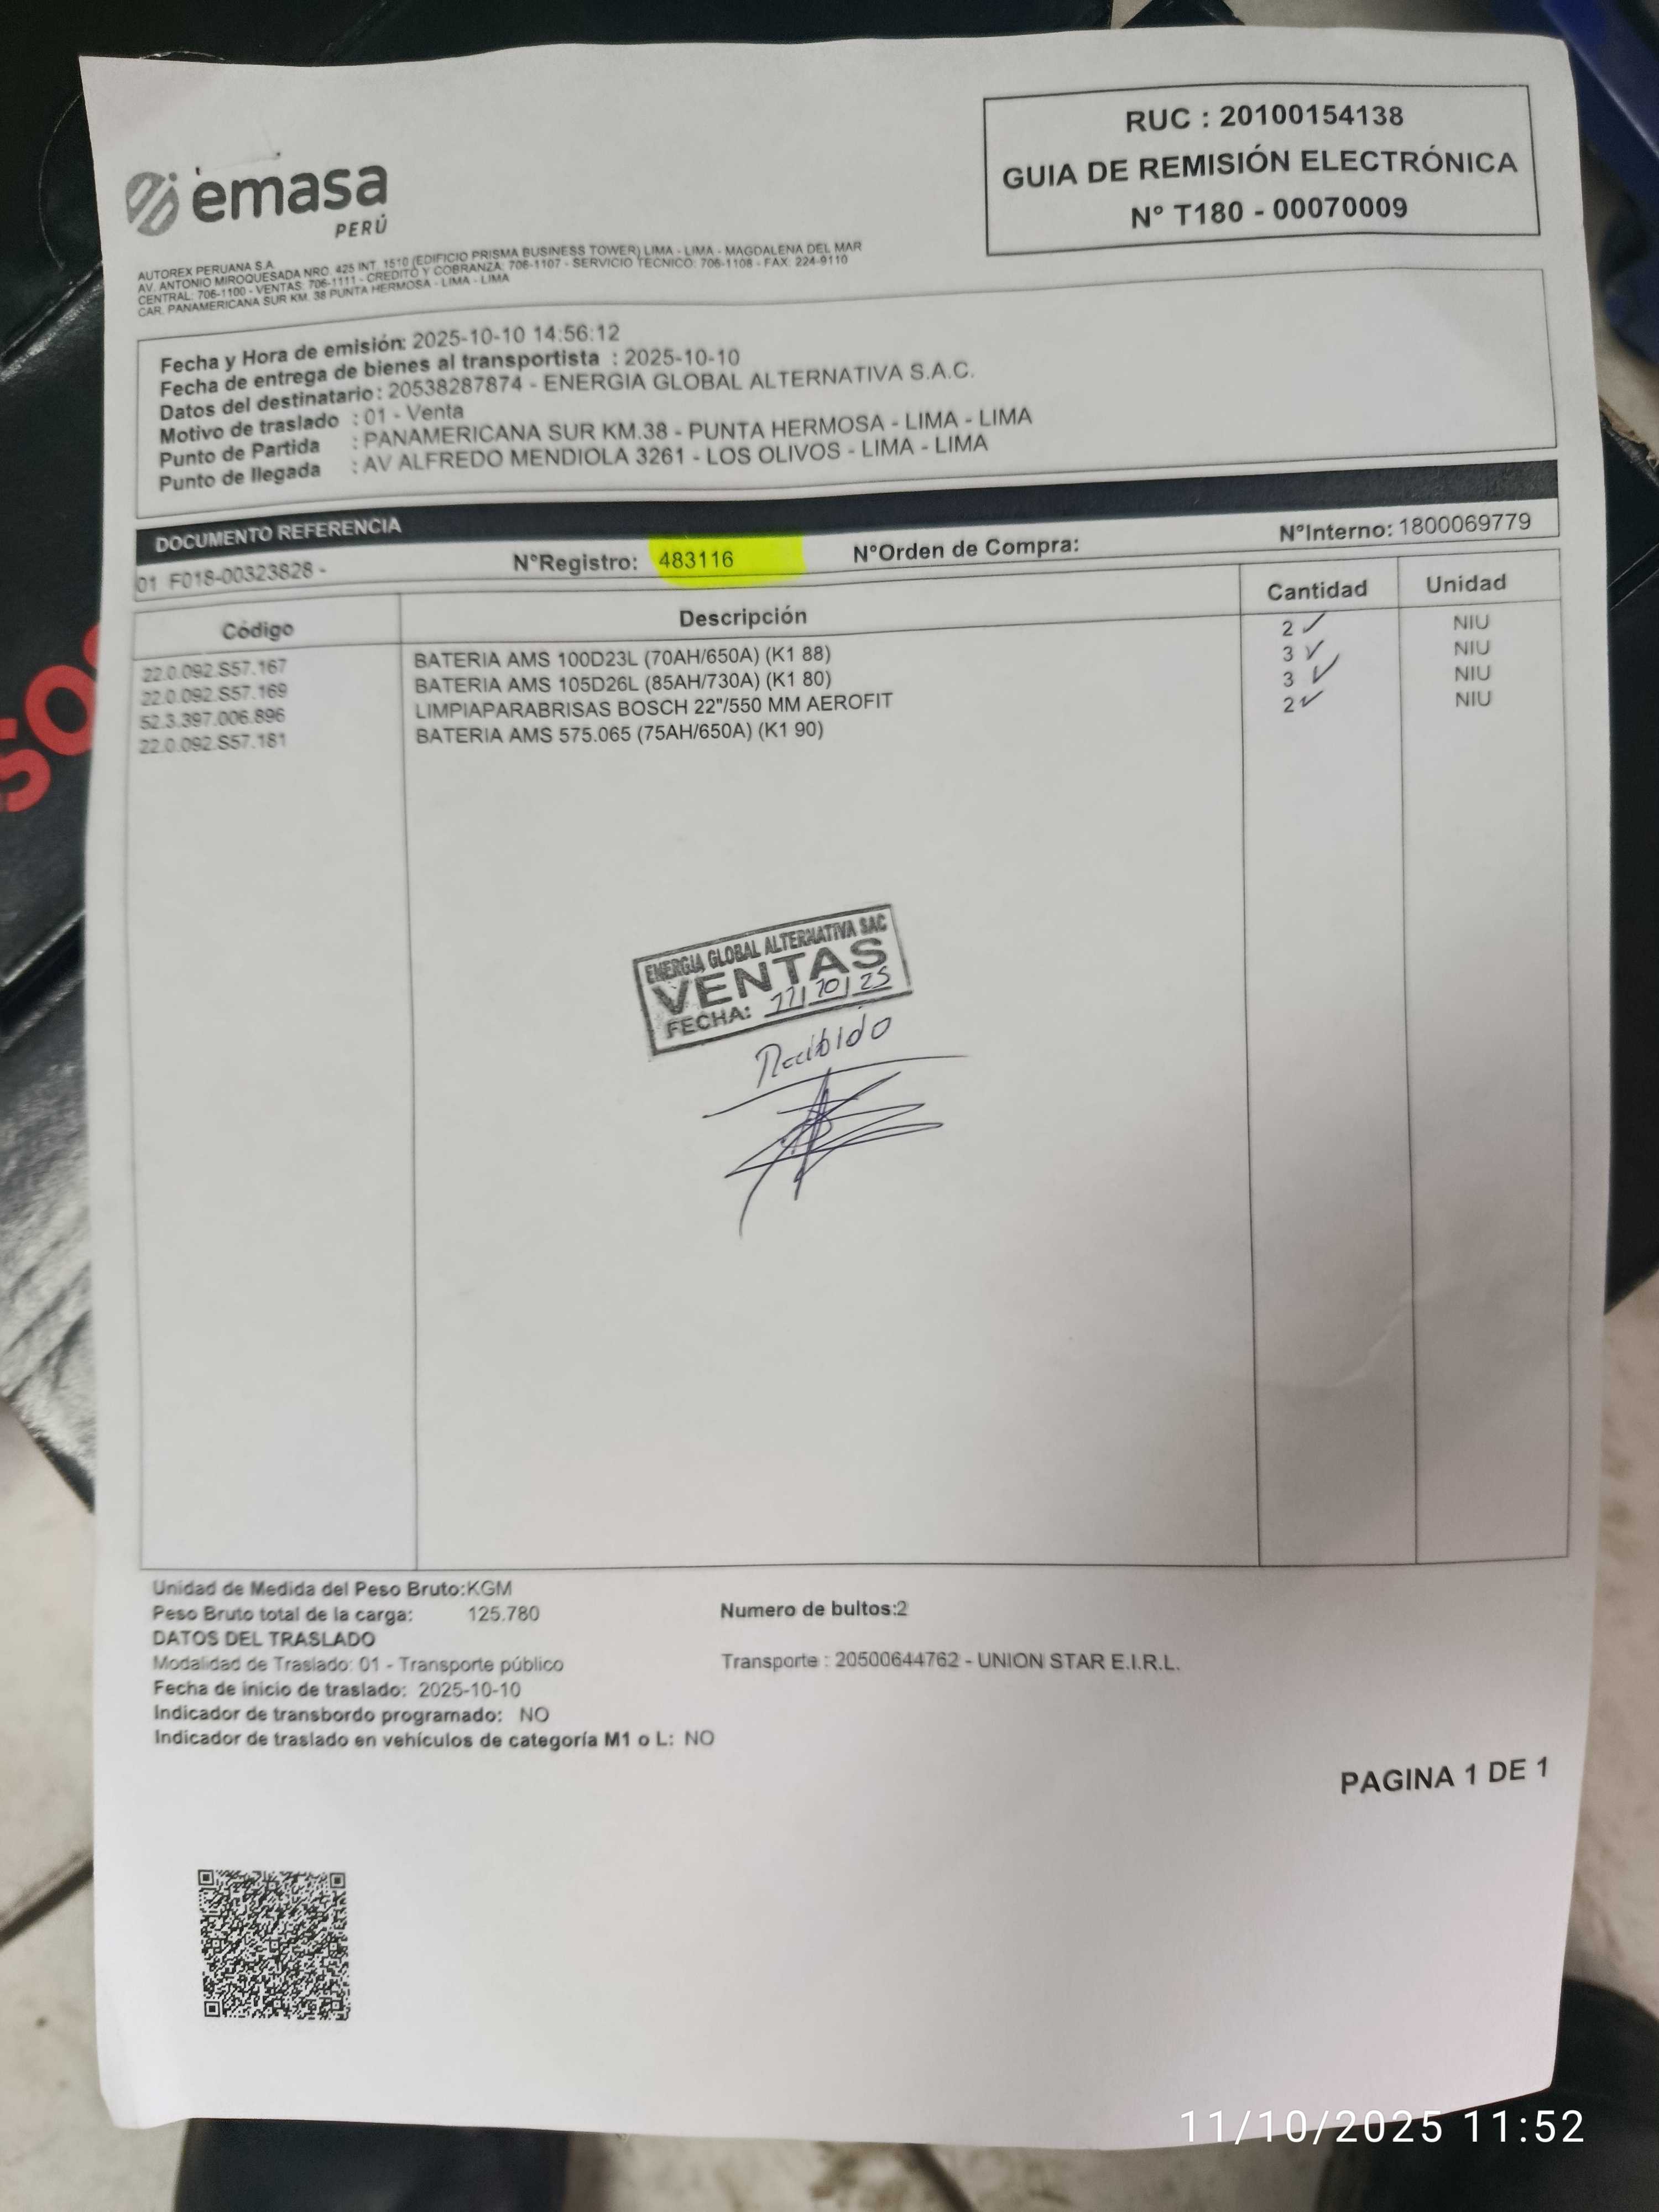 RUC : 20100154138
GUIA DE REMISIÓN ELECTRÓNICA
N° T180 - 00070009
emasa
PERÚ
AUTOREX PERUANA S.A.
AV. ANTONIO MIROQUESADA NRO. 425 INT. 1510 (EDIFICIO PRISMA BUSINESS TOWER) LIMA - LIMA - MAGDALENA DEL MAR
CENTRAL: 706-1100 - VENTAS: 706-1111 - CREDITO Y COBRANZA: 706-1107 - SERVICIO TECNICO: 706-1108 - FAX: 224-9110
CAR. PANAMERICANA SUR KM. 38 PUNTA HERMOSA - LIMA - LIMA
Fecha y Hora de emisión: 2025-10-10 14:56:12
Fecha de entrega de bienes al transportista : 2025-10-10
Datos del destinatario : 20538287874 - ENERGIA GLOBAL ALTERNATIVA S.A.C.
Motivo de traslado : 01 - Venta
Punto de Partida : PANAMERICANA SUR KM.38 - PUNTA HERMOSA - LIMA - LIMA
Punto de llegada : AV ALFREDO MENDIOLA 3261 - LOS OLIVOS - LIMA - LIMA
DOCUMENTO REFERENCIA
01 F018-00323828 - N°Registro: 483116 N°Orden de Compra: N°Interno: 1800069779
Código Descripción Cantidad Unidad
22.0.092.S57.167 BATERIA AMS 100D23L (70AH/650A) (K1 88) 2 ✓ NIU
22.0.092.S57.169 BATERIA AMS 105D26L (85AH/730A) (K1 80) 3 ✓ NIU
52.3.397.006.896 LIMPIAPARABRISAS BOSCH 22"/550 MM AEROFIT 3 ✓ NIU
22.0.092.S57.181 BATERIA AMS 575.065 (75AH/650A) (K1 90) 2 ✓ NIU
ENERGIA GLOBAL ALTERNATIVA SAC
VENTAS
FECHA: 11/10/25
Recibido
Unidad de Medida del Peso Bruto:KGM
Peso Bruto total de la carga: 125.780 Numero de bultos:2
DATOS DEL TRASLADO
Modalidad de Traslado: 01 - Transporte público Transporte : 20500644762 - UNION STAR E.I.R.L.
Fecha de inicio de traslado: 2025-10-10
Indicador de transbordo programado: NO
Indicador de traslado en vehículos de categoría M1 o L: NO
PAGINA 1 DE 1
11/10/2025 11:52